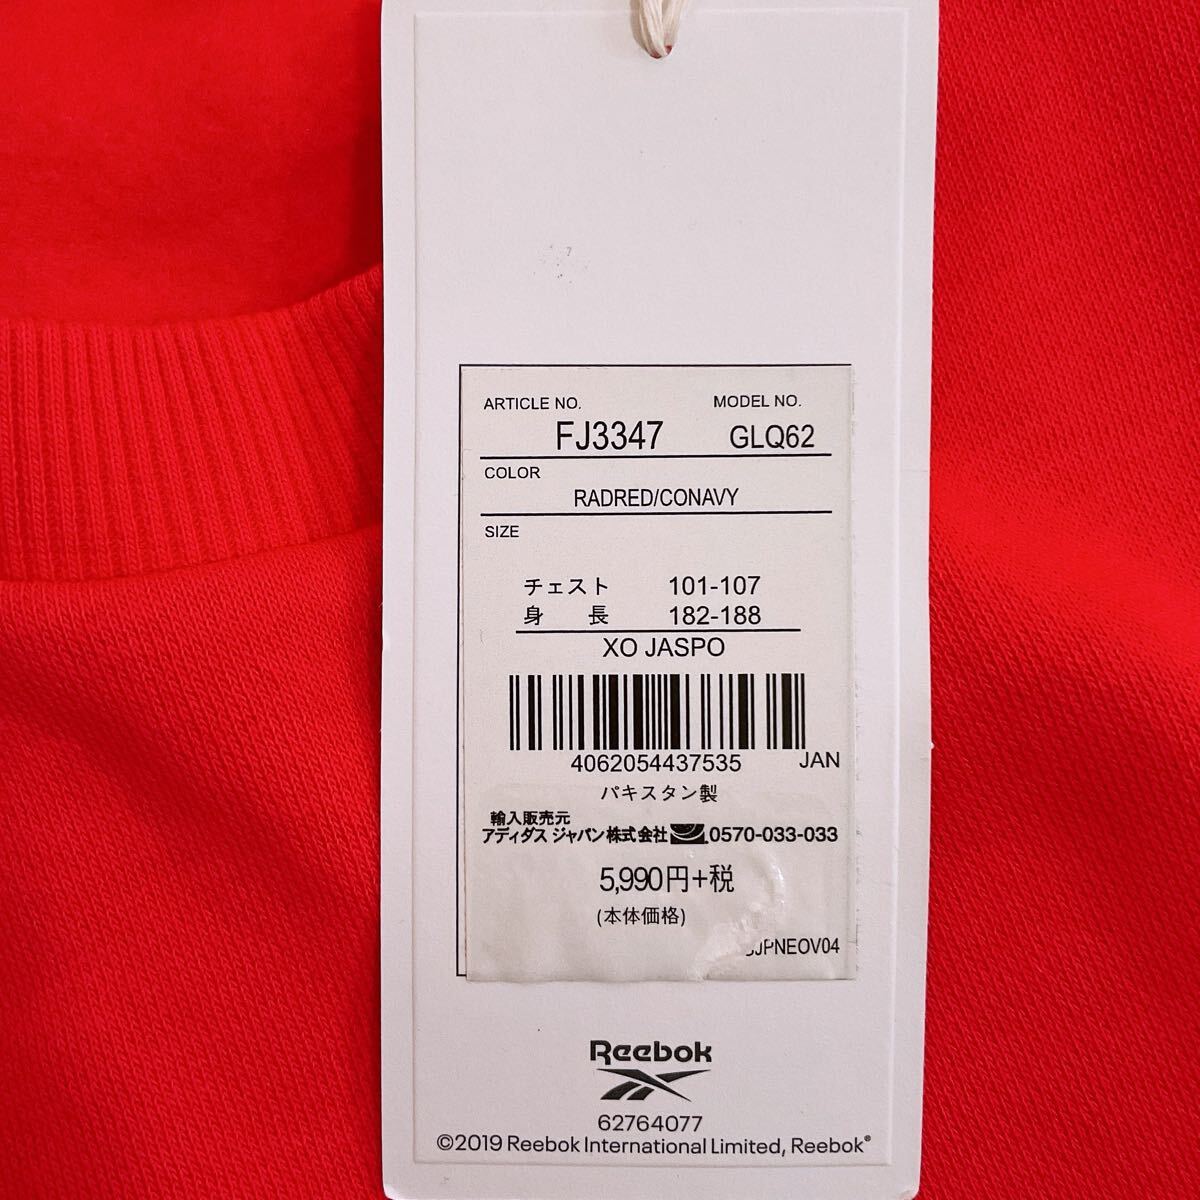 ARTICLE NO. MODEL NO.
FJ3347 GLQ62
COLOR
RADRED/CONAVY
SIZE
チェスト 101-107
身 長 182-188
XO JASPO
4062054437535 JAN
パキスタン製
輸入販売元
アディダス ジャパン株式会社 0570-033-033
5,990円+税
(本体価格)
JPNEOV04
Reebok
62764077
©2019 Reebok International Limited, Reebok®